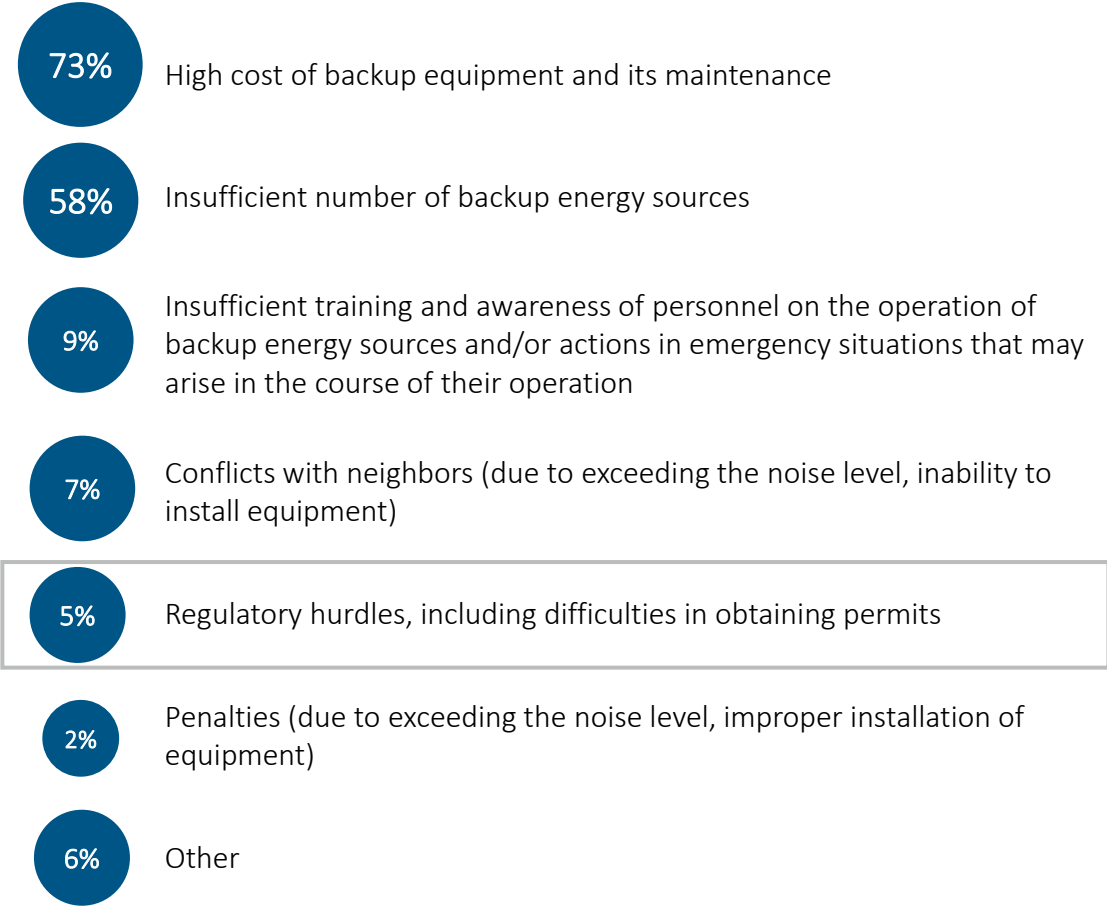 73%
High cost of backup equipment and its maintenance
58%
Insufficient number of backup energy sources
Insufficient training and awareness of personnel on the operation of
9%
backup energy sources and/or actions in emergency situations that may
arise in the course of their operation
7%
Conflicts with neighbors (due to exceeding the noise level, inability to
install equipment)
5%
Regulatory hurdles, including difficulties in obtaining permits
2%
Penalties (due to exceeding the noise level, improper installation of
equipment)
6%
Other